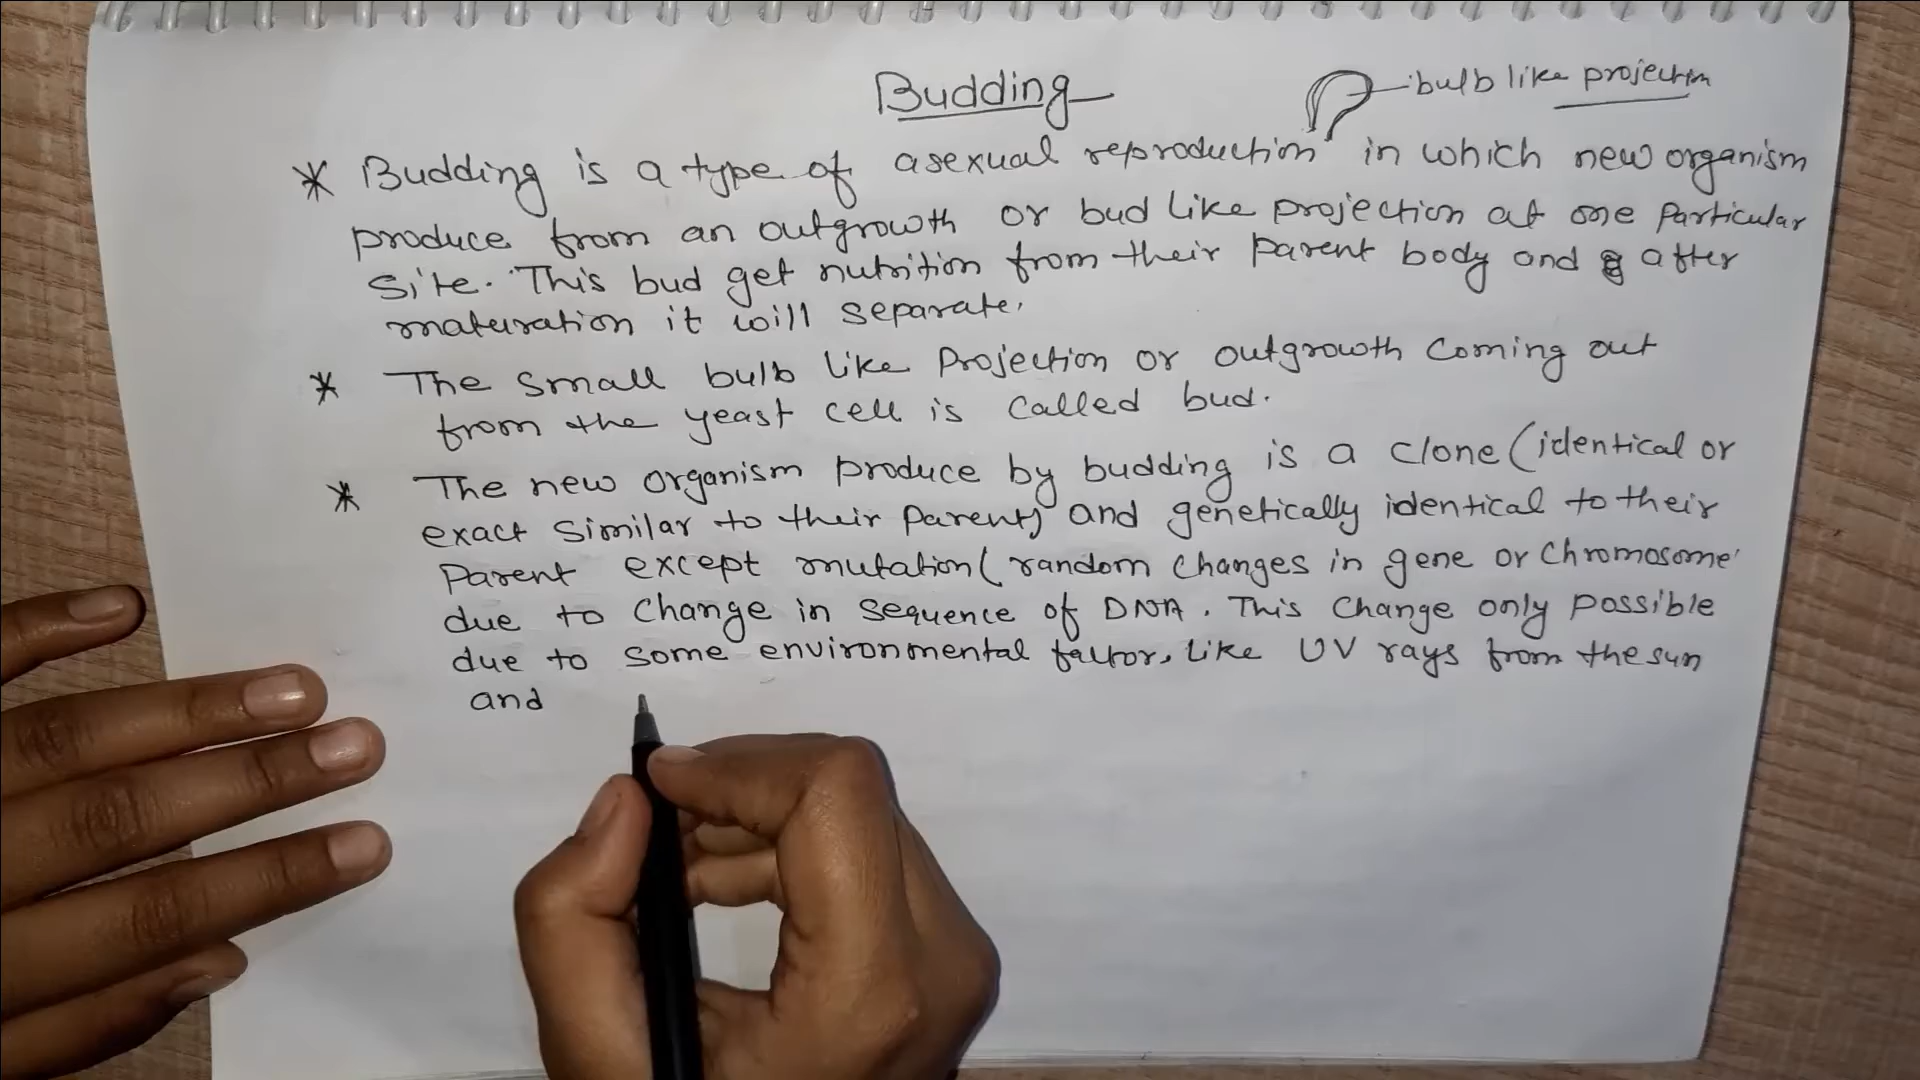 Budding
bulb like projection
* Budding is a type of asexual reproduction in which new organism
produce from an outgrowth or bud like projection at one particular
site. This bud get nutrition from their parent body and after
maturation it will separate.
* The small bulb like projection or outgrowth coming out
from the yeast cell is called bud.
* The new organism produce by budding is a clone (identical or
exact similar to their parent) and genetically identical to their
parent except mutation ( random changes in gene or chromosome
due to change in sequence of DNA. This change only possible
due to some environmental factor, like UV rays from the sun
and